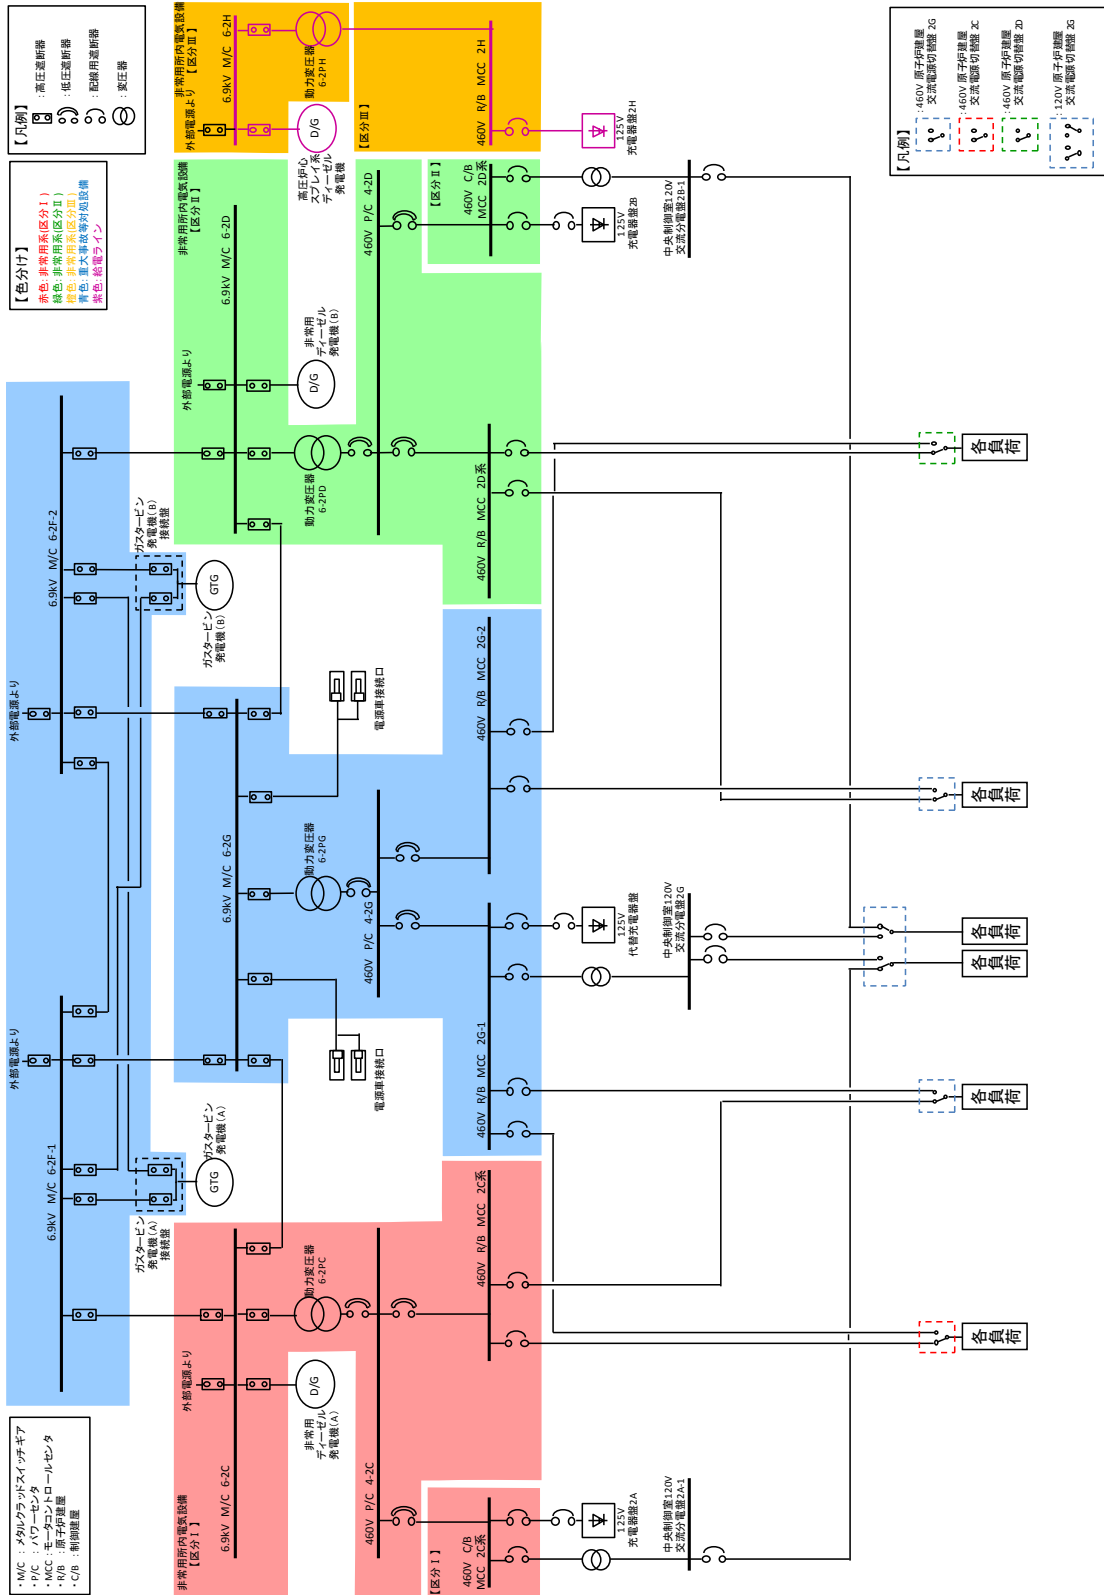 ・M/C ：メタルクラッドスイッチギア
・P/C ：パワーセンタ
・MCC：モータコントロールセンタ
・R/B ：原子炉建屋
・C/B ：制御建屋
【色分け】
赤色：非常用系(区分Ⅰ)
緑色：非常用系(区分Ⅱ)
橙色：非常用系(区分Ⅲ)
青色：重大事故等対処設備
紫色：給電ライン
【凡例】
：高圧遮断器
：低圧遮断器
：配線用遮断器
：変圧器
外部電源より
外部電源より
6.9kV M/C 6-2F-1
6.9kV M/C 6-2F-2
ガスタービン
発電機(A)
接続盤
GTG
ガスタービン
発電機(A)
ガスタービン
発電機(B)
接続盤
GTG
ガスタービン
発電機(B)
非常用所内電気設備
【区分Ⅰ】
外部電源より
6.9kV M/C 6-2C
D/G
非常用
ディーゼル
発電機(A)
動力変圧器
6-2PC
460V P/C 4-2C
【区分Ⅰ】
460V C/B
MCC 2C系
460V R/B MCC 2C系
125V
充電器盤2A
中央制御室120V
交流分電盤2A-1
6.9kV M/C 6-2G
電源車接続口
電源車接続口
動力変圧器
6-2PG
460V P/C 4-2G
460V R/B MCC 2G-1
460V R/B MCC 2G-2
125V
代替充電器盤
中央制御室120V
交流分電盤2G
非常用所内電気設備
【区分Ⅱ】
外部電源より
6.9kV M/C 6-2D
D/G
非常用
ディーゼル
発電機(B)
動力変圧器
6-2PD
460V P/C 4-2D
460V R/B MCC 2D系
【区分Ⅱ】
460V C/B
MCC 2D系
125V
充電器盤2B
中央制御室120V
交流分電盤2B-1
非常用所内電気設備
【区分Ⅲ】
外部電源より
6.9kV M/C 6-2H
D/G
高圧炉心
スプレイ系
ディーゼル
発電機
動力変圧器
6-2PH
【区分Ⅲ】
460V R/B MCC 2H
125V
充電器盤2H
各負荷
各負荷
各負荷
各負荷
各負荷
各負荷
【凡例】
：460V 原子炉建屋
交流電源切替盤 2G
：460V 原子炉建屋
交流電源切替盤 2C
：460V 原子炉建屋
交流電源切替盤 2D
：120V 原子炉建屋
交流電源切替盤 2G